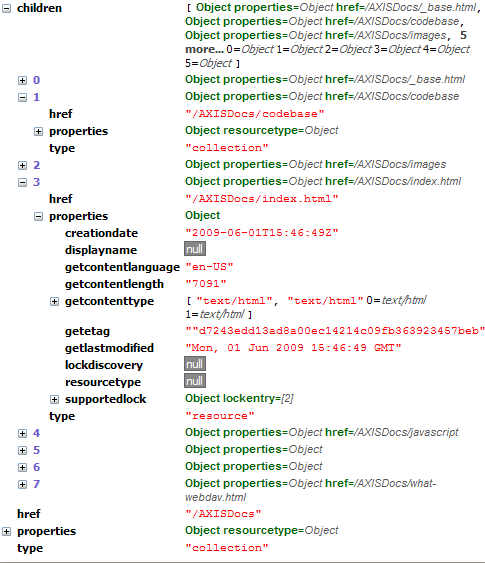 children [ Object properties=Object href=/AXISDocs/_base.html,
Object properties=Object href=/AXISDocs/codebase,
Object properties=Object href=/AXISDocs/images, 5
more... 0=Object 1=Object 2=Object 3=Object 4=Object
5=Object ]
0 Object properties=Object href=/AXISDocs/_base.html
1 Object properties=Object href=/AXISDocs/codebase
href "/AXISDocs/codebase"
properties Object resourcetype=Object
type "collection"
2 Object properties=Object href=/AXISDocs/images
3 Object properties=Object href=/AXISDocs/index.html
href "/AXISDocs/index.html"
properties Object
creationdate "2009-06-01T15:46:49Z"
displayname null
getcontentlanguage "en-US"
getcontentlength "7091"
getcontenttype [ "text/html", "text/html" 0=text/html
1=text/html ]
getetag ""d7243edd13ad8a00ec14214c09fb363923457beb"
getlastmodified "Mon, 01 Jun 2009 15:46:49 GMT"
lockdiscovery null
resourcetype null
supportedlock Object lockentry=[2]
type "resource"
4 Object properties=Object href=/AXISDocs/javascript
5 Object properties=Object
6 Object properties=Object
7 Object properties=Object href=/AXISDocs/what-
webdav.html
href "/AXISDocs"
properties Object resourcetype=Object
type "collection"